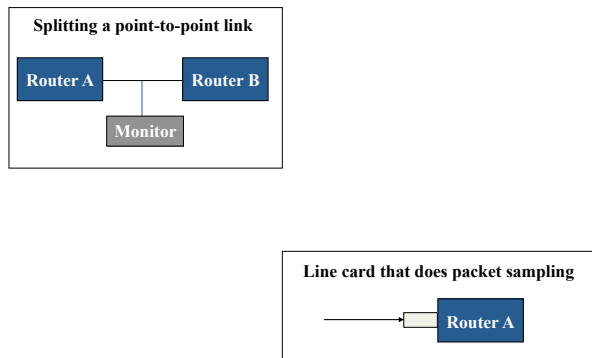 Splitting a point-to-point link
Router A
Router B
Monitor
Line card that does packet sampling
Router A